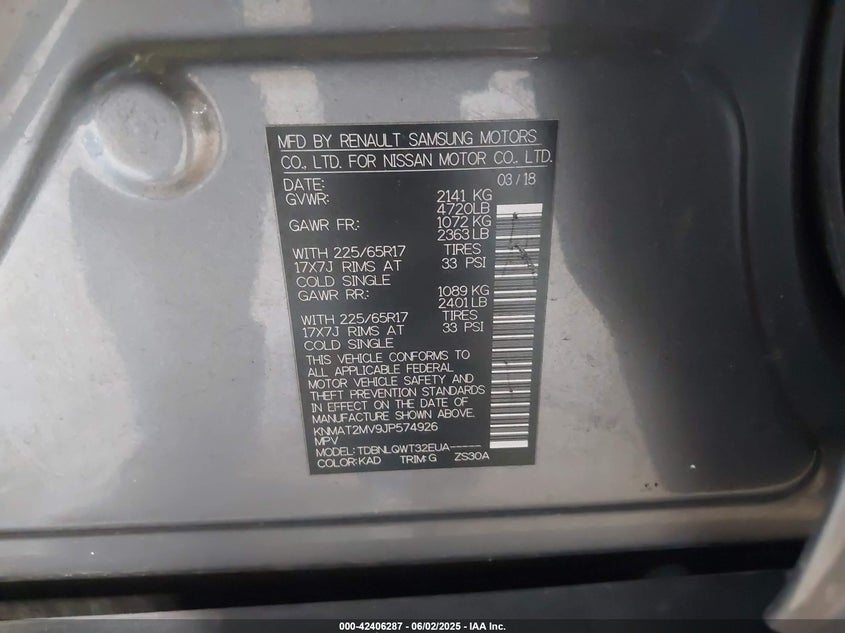 MFD BY RENAULT SAMSUNG MOTORS
CO., LTD. FOR NISSAN MOTOR CO., LTD.
DATE: 03/18
GVWR: 2141 KG
4720LB
GAWR FR: 1072 KG
2363LB
WITH 225/65R17 TIRES
17X7J RIMS AT 33 PSI
COLD SINGLE
GAWR RR: 1089 KG
2401LB
WITH 225/65R17 TIRES
17X7J RIMS AT 33 PSI
COLD SINGLE
THIS VEHICLE CONFORMS TO
ALL APPLICABLE FEDERAL
MOTOR VEHICLE SAFETY AND
THEFT PREVENTION STANDARDS
IN EFFECT ON THE DATE OF
MANUFACTURE SHOWN ABOVE.
KNMAT2MV9JP574926
MPV
MODEL: TDBNLQWT32EUA-----
COLOR: KAD TRIM: G ZS30A
000-42406287 - 06/02/2025 - IAA Inc.